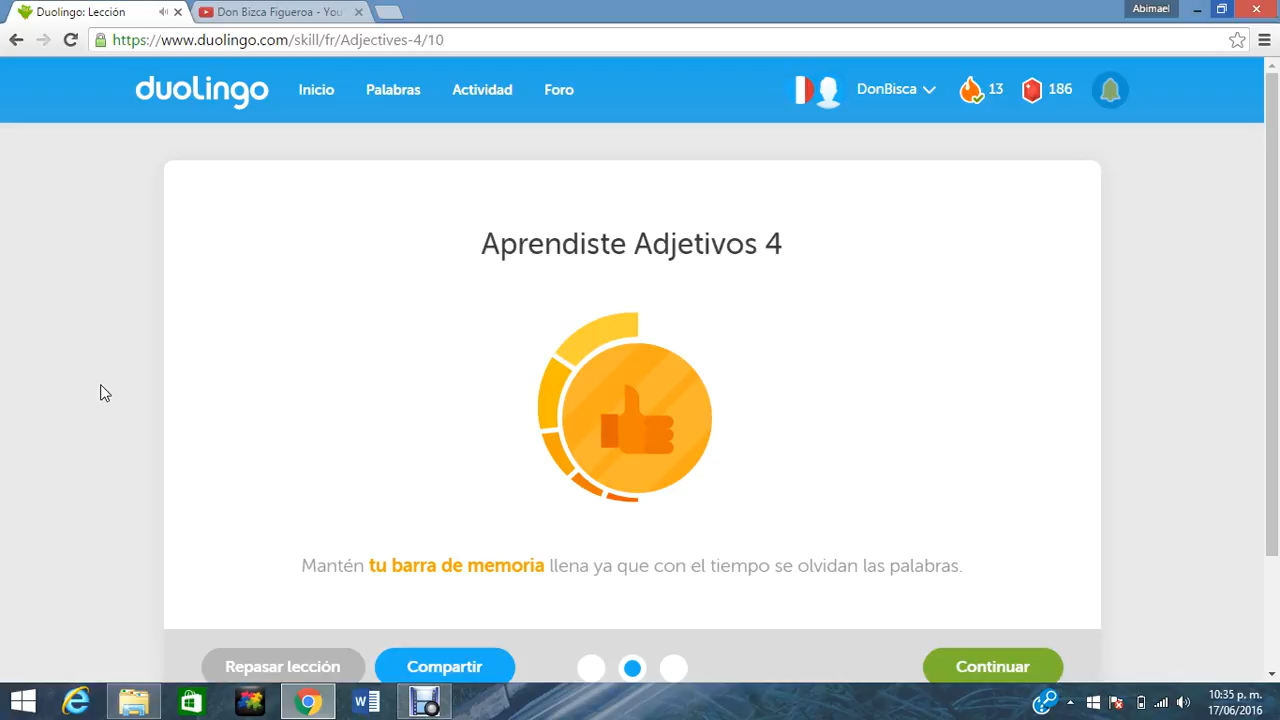 Duolingo: Lección
Don Bizca Figueroa - You
Abimael
https://www.duolingo.com/skill/fr/Adjectives-4/10
duolingo
Inicio
Palabras
Actividad
Foro
DonBisca
13
186
Aprendiste Adjetivos 4
Mantén tu barra de memoria llena ya que con el tiempo se olvidan las palabras.
Repasar lección
Compartir
Continuar
10:35 p. m.
17/06/2016